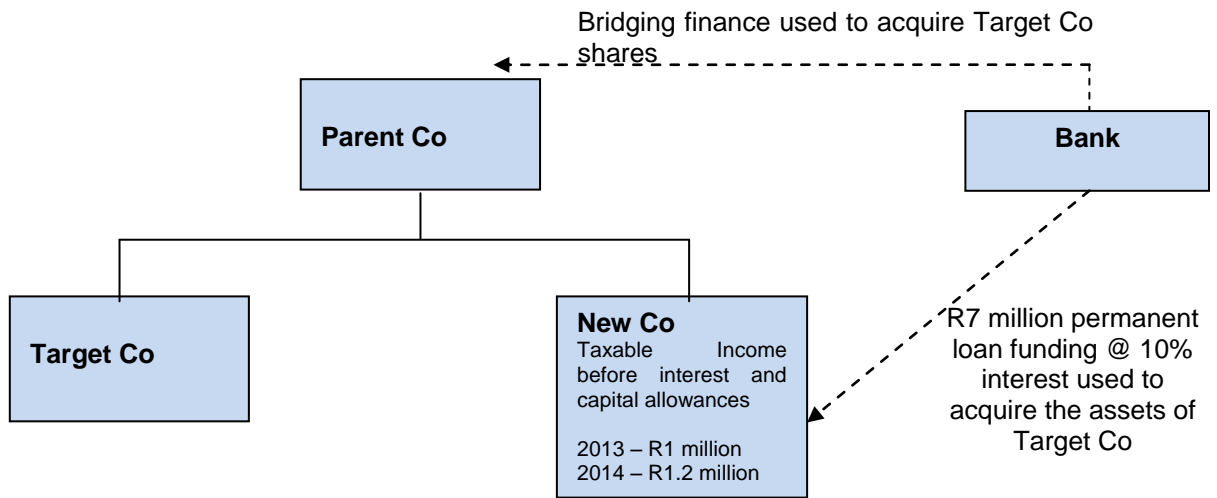 Bridging finance used to acquire Target Co
shares
Parent Co
Bank
Target Co
New Co
Taxable Income
before interest and
capital allowances
2013 – R1 million
2014 – R1.2 million
R7 million permanent
loan funding @ 10%
interest used to
acquire the assets of
Target Co